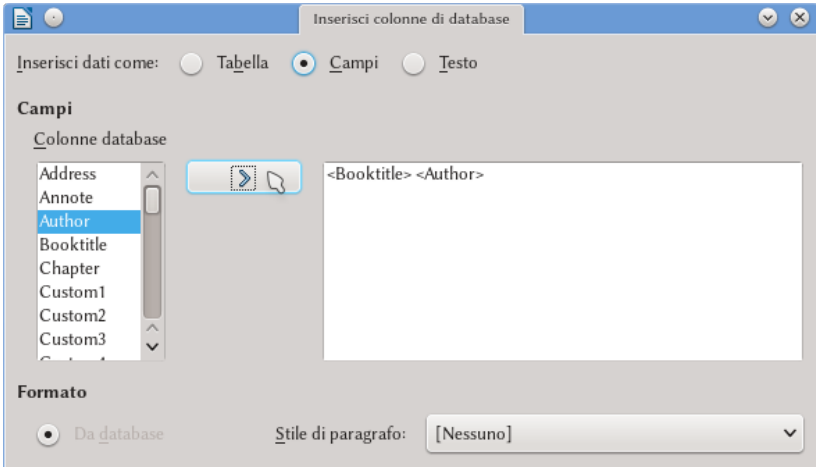 Inserisci colonne di database
Inserisci dati come: Tabella Campi Testo
Campi
Colonne database
Address
Annote
Author
Booktitle
Chapter
Custom1
Custom2
Custom3
<Booktitle> <Author>
Formato
Da database Stile di paragrafo: [Nessuno]